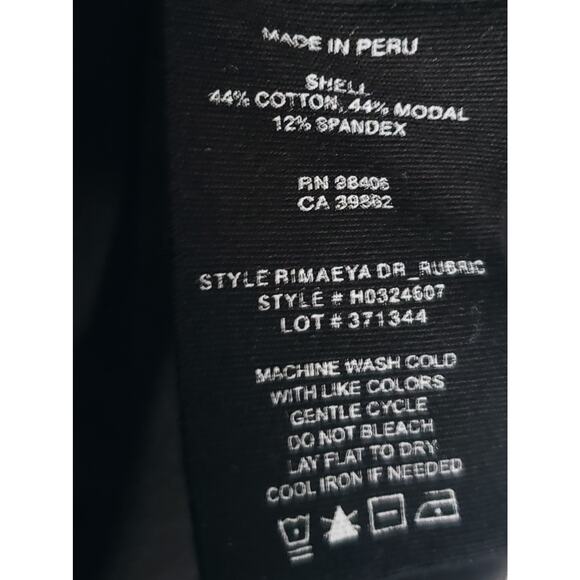 MADE IN PERU
SHELL
44% COTTON, 44% MODAL
12% SPANDEX
RN 98406
CA 39862
STYLE RIMAEYA DR_RUBRIC
STYLE # H0324607
LOT # 371344
MACHINE WASH COLD
WITH LIKE COLORS
GENTLE CYCLE
DO NOT BLEACH
LAY FLAT TO DRY
COOL IRON IF NEEDED